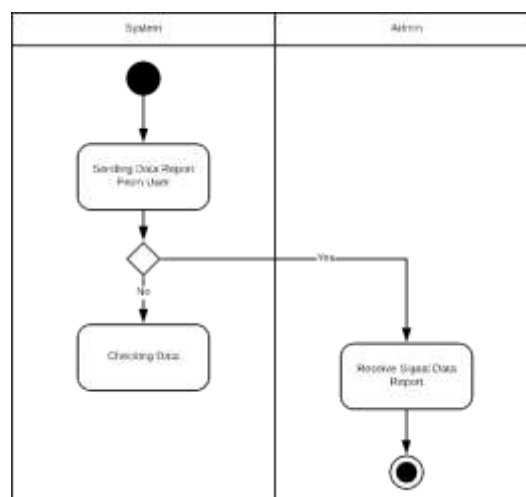 System
Admin
Sending Data Report
From User
Yes
No
Checking Data
Receive Signal Data
Report